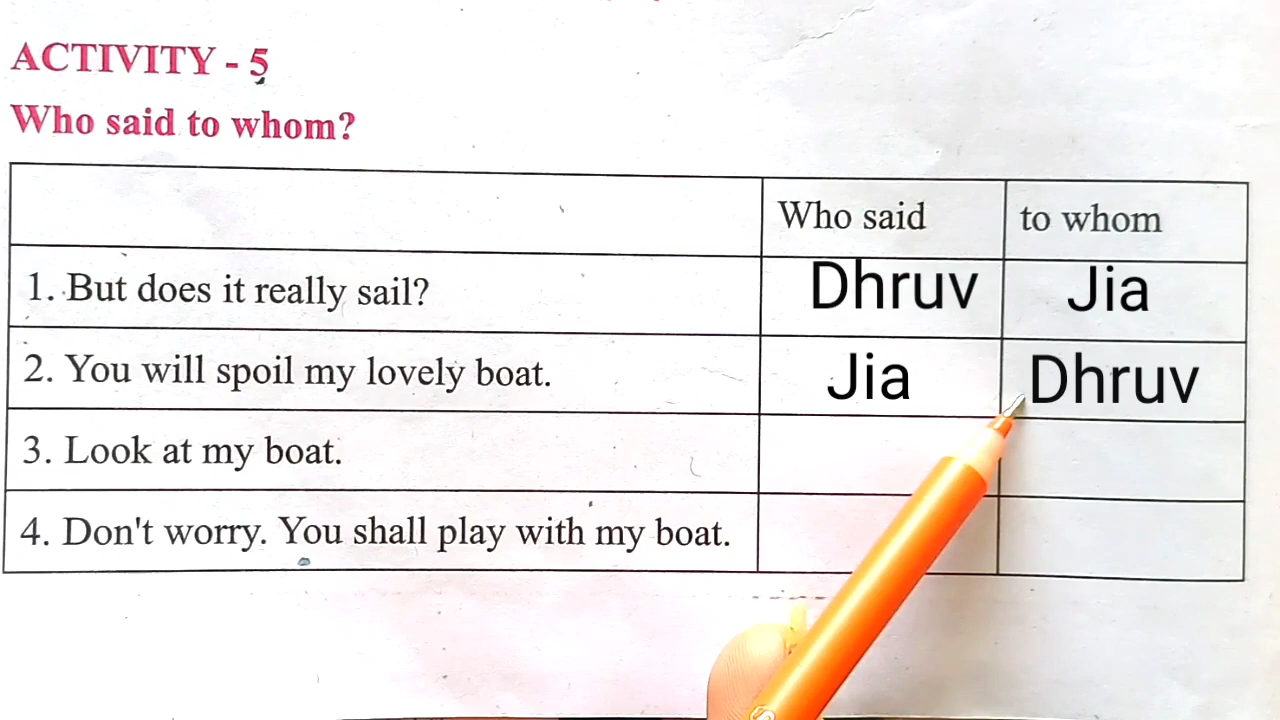 ACTIVITY - 5
Who said to whom?
Who said to whom
1. But does it really sail? Dhruv Jia
2. You will spoil my lovely boat. Jia Dhruv
3. Look at my boat.
4. Don't worry. You shall play with my boat.